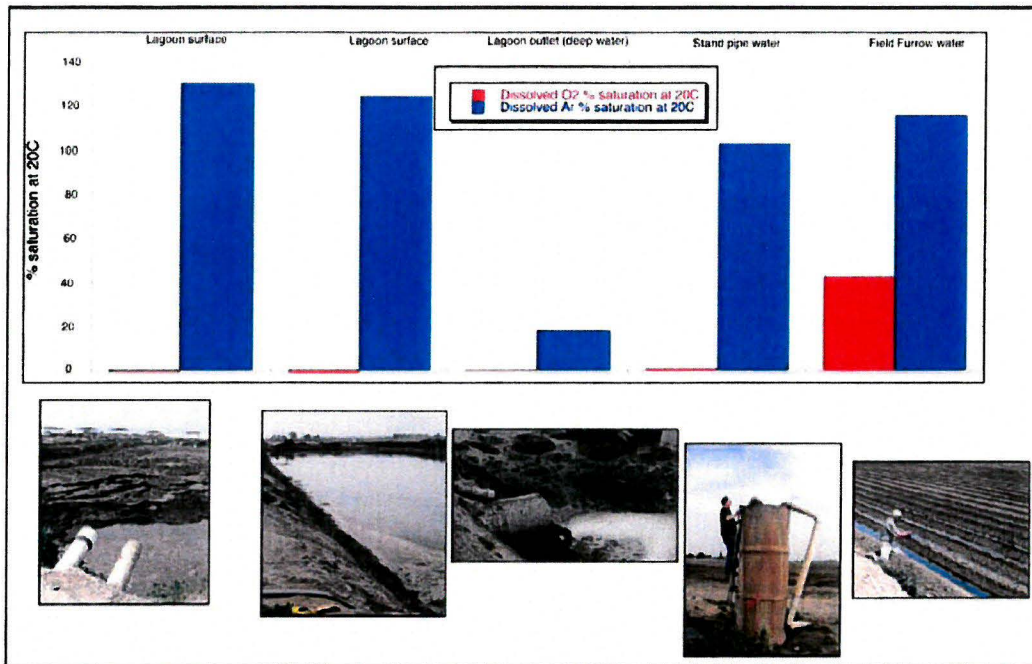 Lagoon surface
Lagoon surface
Lagoon outlet (deep water)
Stand pipe water
Field Furrow water
140
120
100
80
60
40
20
0
% saturation at 20C
Dissolved O2 % saturation at 20C
Dissolved Ar % saturation at 20C